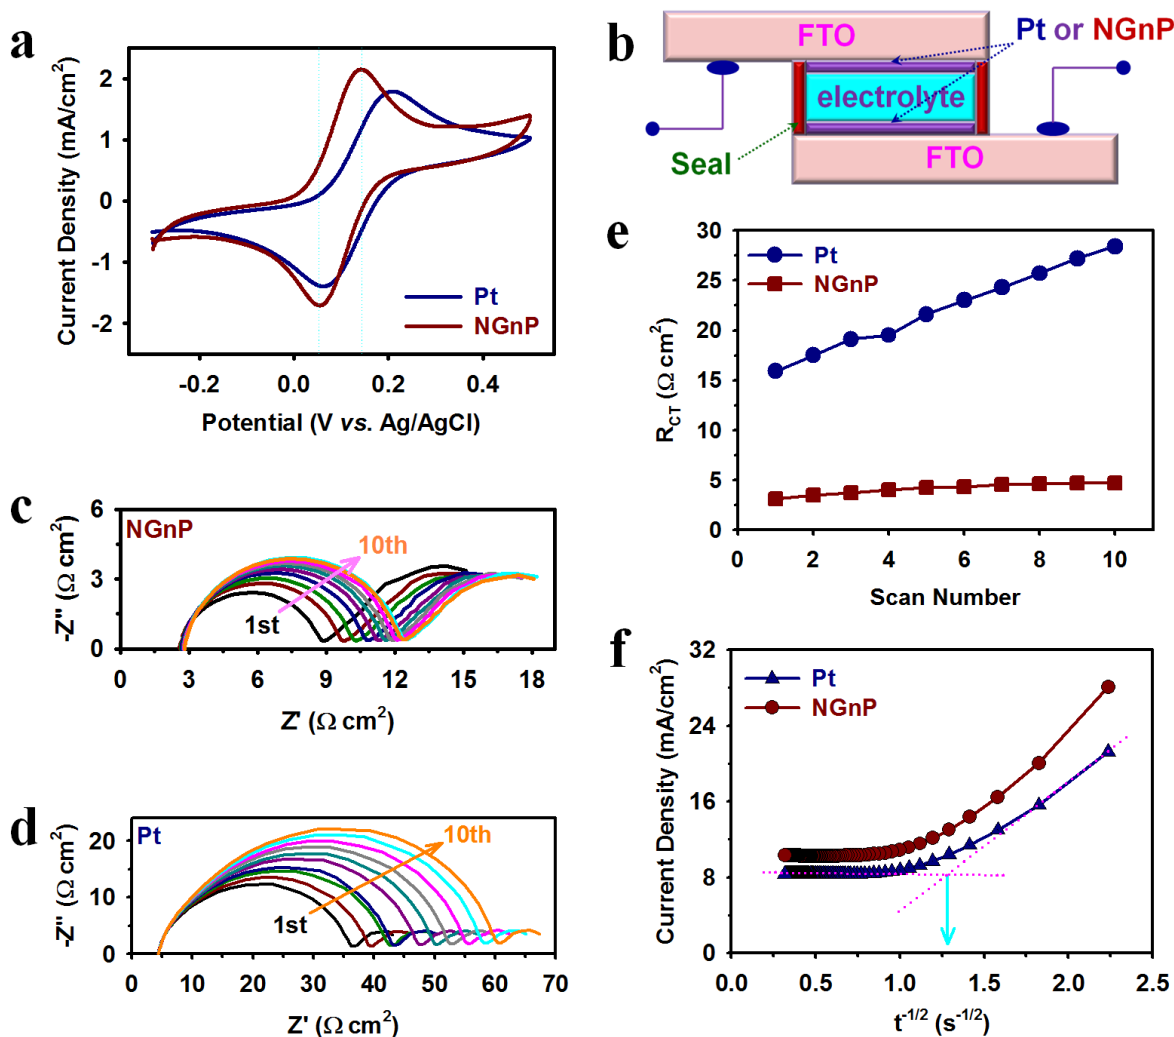 a
Current Density (mA/cm²)
2
1
0
-1
-2
Pt
NGnP
-0.2 0.0 0.2 0.4
Potential (V vs. Ag/AgCl)
b
FTO
Pt or NGnP
electrolyte
Seal
FTO
c
NGnP
-Z" (Ω cm²)
6
3
0
10th
1st
0 3 6 9 12 15 18
Z' (Ω cm²)
d
Pt
-Z" (Ω cm²)
20
15
10
5
0
10th
1st
0 10 20 30 40 50 60 70
Z' (Ω cm²)
e
R_CT (Ω cm²)
30
25
20
15
10
5
0
Pt
NGnP
0 2 4 6 8 10
Scan Number
f
Current Density (mA/cm²)
32
24
16
8
0
Pt
NGnP
0.0 0.5 1.0 1.5 2.0 2.5
t⁻¹/² (s⁻¹/²)